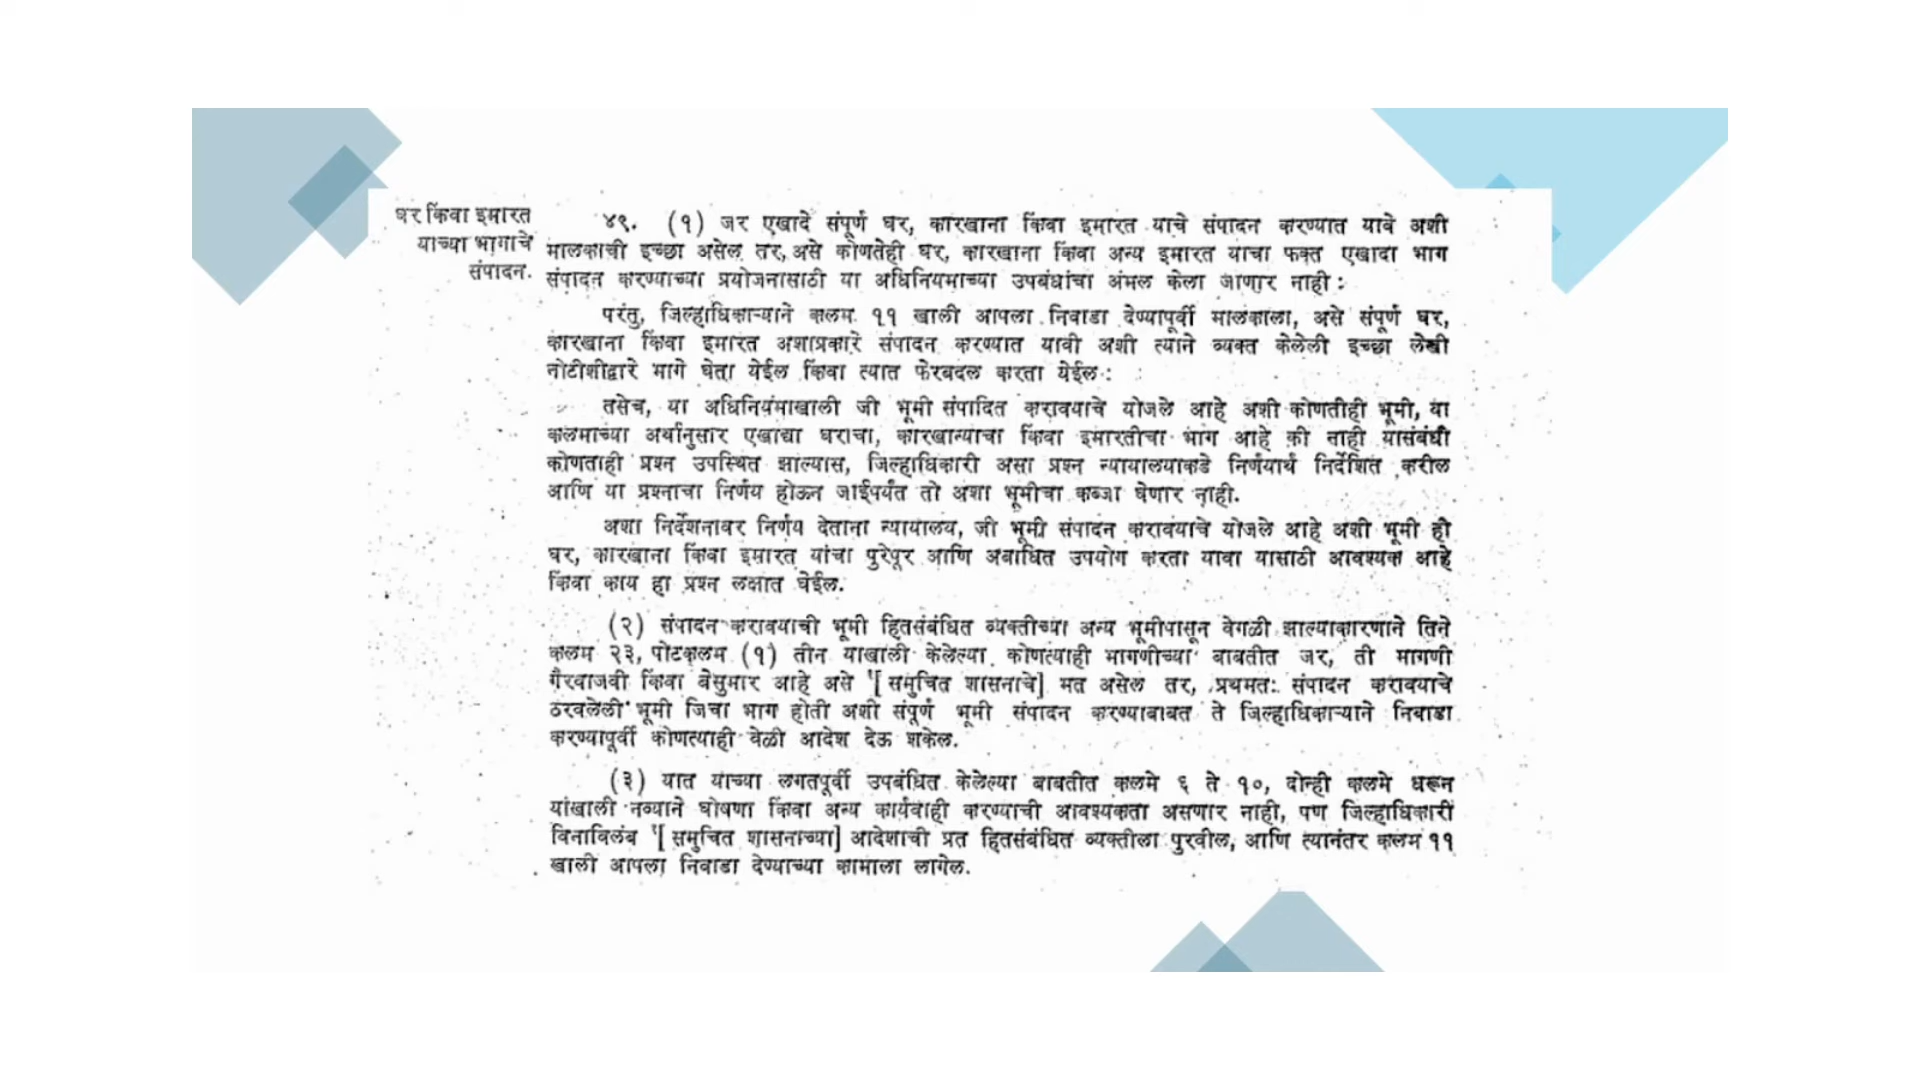 घर किंवा इमारत
याच्या भागाचे
संपादन.
४९. (१) जर एखादे संपूर्ण घर, कारखाना किंवा इमारत याचे संपादन करण्यात यावे अशी
मालकाची इच्छा असेल तर, असे कोणतेही घर, कारखाना किंवा अन्य इमारत याचा फक्त एखादा भाग
संपादन करण्याच्या प्रयोजनासाठी या अधिनियमाच्या उपबंधांचा अंमल केला जाणार नाही :
परंतु, जिल्हाधिकाऱ्याने कलम ११ खाली आपला निवाडा देण्यापूर्वी मालकाला, असे संपूर्ण घर,
कारखाना किंवा इमारत अशाप्रकारे संपादन करण्यात यावी अशी त्याने व्यक्त केलेली इच्छा लेखी
नोटीशीद्वारे मागे घेता येईल किंवा त्यात फेरबदल करता येईल :
तसेच, या अधिनियमाखाली जी भूमी संपादित करावयाचे योजले आहे अशी कोणतीही भूमी, या
कलमाच्या अर्थानुसार एखाद्या घराचा, कारखान्याचा किंवा इमारतीचा भाग आहे की नाही यासंबंधी
कोणताही प्रश्न उपस्थित झाल्यास, जिल्हाधिकारी असा प्रश्न न्यायालयाकडे निर्णयार्थ निर्देशित करील
आणि या प्रश्नाचा निर्णय होऊन जाईपर्यंत तो अशा भूमीचा कब्जा घेणार नाही.
अशा निर्देशनावर निर्णय देताना न्यायालय, जी भूमी संपादन करावयाचे योजले आहे अशी भूमी ही
घर, कारखाना किंवा इमारत यांचा पुरेपूर आणि अबाधित उपयोग करता यावा यासाठी आवश्यक आहे
किंवा काय हा प्रश्न लक्षात घेईल.
(२) संपादन करावयाची भूमी हितसंबंधित व्यक्तीच्या अन्य भूमीपासून वेगळी झाल्याकारणाने तिने
कलम २३, पोटकलम (१) तीन याखाली केलेल्या कोणत्याही मागणीच्या बाबतीत जर, ती मागणी
गैरवाजवी किंवा बेसुमार आहे असे १[समुचित शासनाचे] मत असेल तर, प्रथमतः संपादन करावयाचे
ठरवलेली भूमी जिचा भाग होती अशी संपूर्ण भूमी संपादन करण्याबाबत ते जिल्हाधिकाऱ्याने निवाडा
करण्यापूर्वी कोणत्याही वेळी आदेश देऊ शकेल.
(३) यात याच्या लगतपूर्वी उपबंधित केलेल्या बाबतीत कलमे ६ ते १०, दोन्ही कलमे धरून
यांखाली नव्याने घोषणा किंवा अन्य कार्यवाही करण्याची आवश्यकता असणार नाही, पण जिल्हाधिकारी
विनाविलंब १[समुचित शासनाच्या] आदेशाची प्रत हितसंबंधित व्यक्तीला पुरवील, आणि त्यानंतर कलम ११
खाली आपला निवाडा देण्याच्या कामाला लागेल.